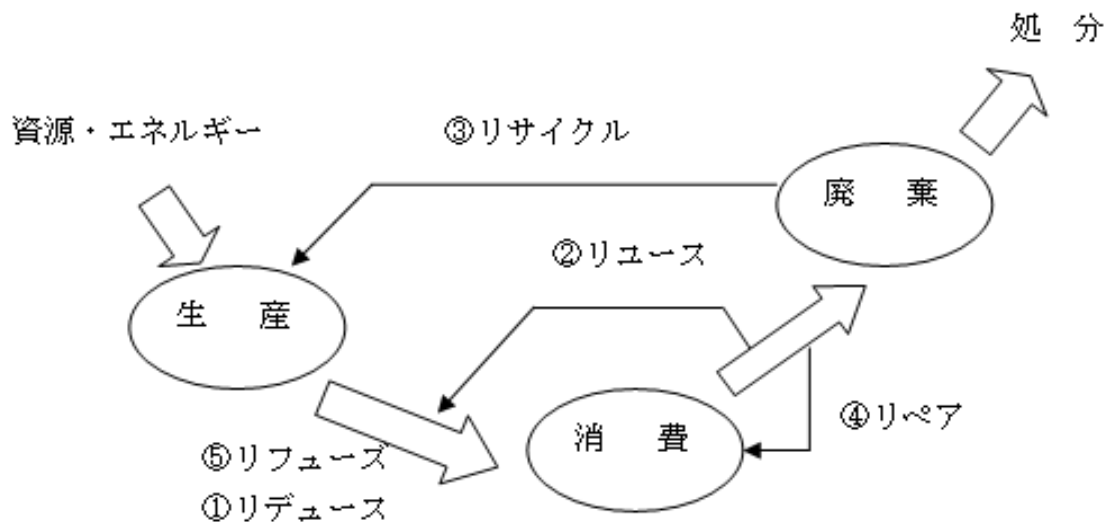 処　分
資源・エネルギー
③リサイクル
廃　棄
②リユース
生　産
④リペア
消　費
⑤リフューズ
①リデュース